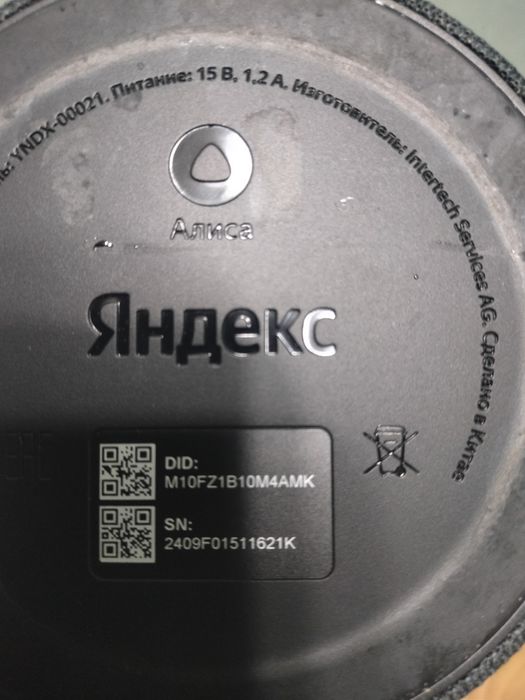 YNDX-00021. Питание: 15 В, 1,2 А. Изготовитель: Intertech Services AG. Сделано в Китае
Алиса
Яндекс
DID:
M10FZ1B10M4AMK
SN:
2409F01511621K